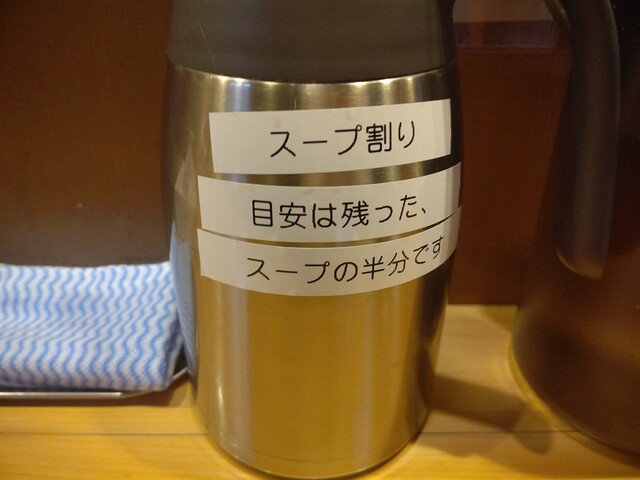 スープ割り
目安は残った、
スープの半分です